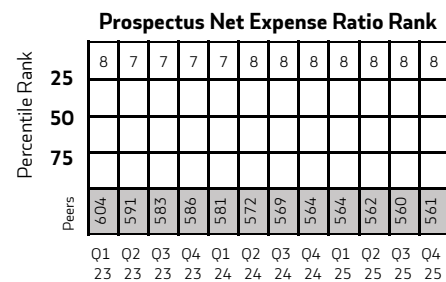 Prospectus Net Expense Ratio Rank
Percentile Rank
8 7 7 7 7 8 8 8 8 8 8 8
25
50
75
Peers
604 591 583 586 581 572 569 564 564 562 560 561
Q1 Q2 Q3 Q4 Q1 Q2 Q3 Q4 Q1 Q2 Q3 Q4
23 23 23 23 24 24 24 24 25 25 25 25